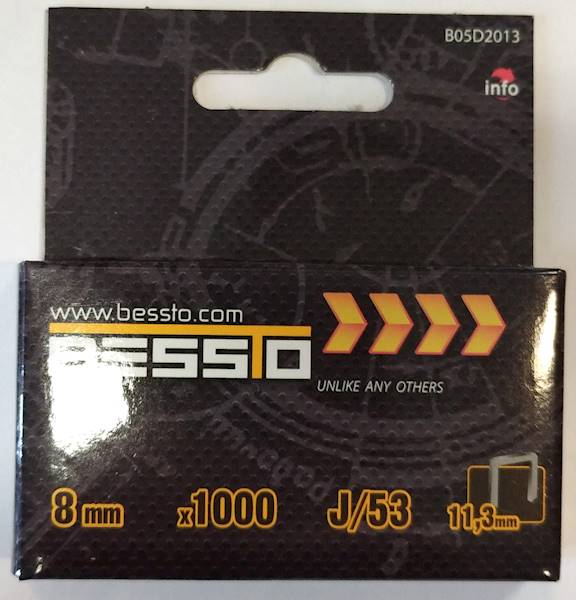 B05D2013
info
www.bessto.com
BESSTO
UNLIKE ANY OTHERS
8 mm x1000 J/53 11,3mm